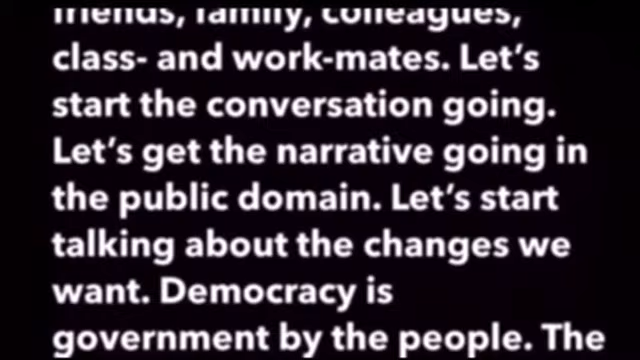 friends, family, colleagues,
class- and work-mates. Let's
start the conversation going.
Let's get the narrative going in
the public domain. Let's start
talking about the changes we
want. Democracy is
government by the people. The